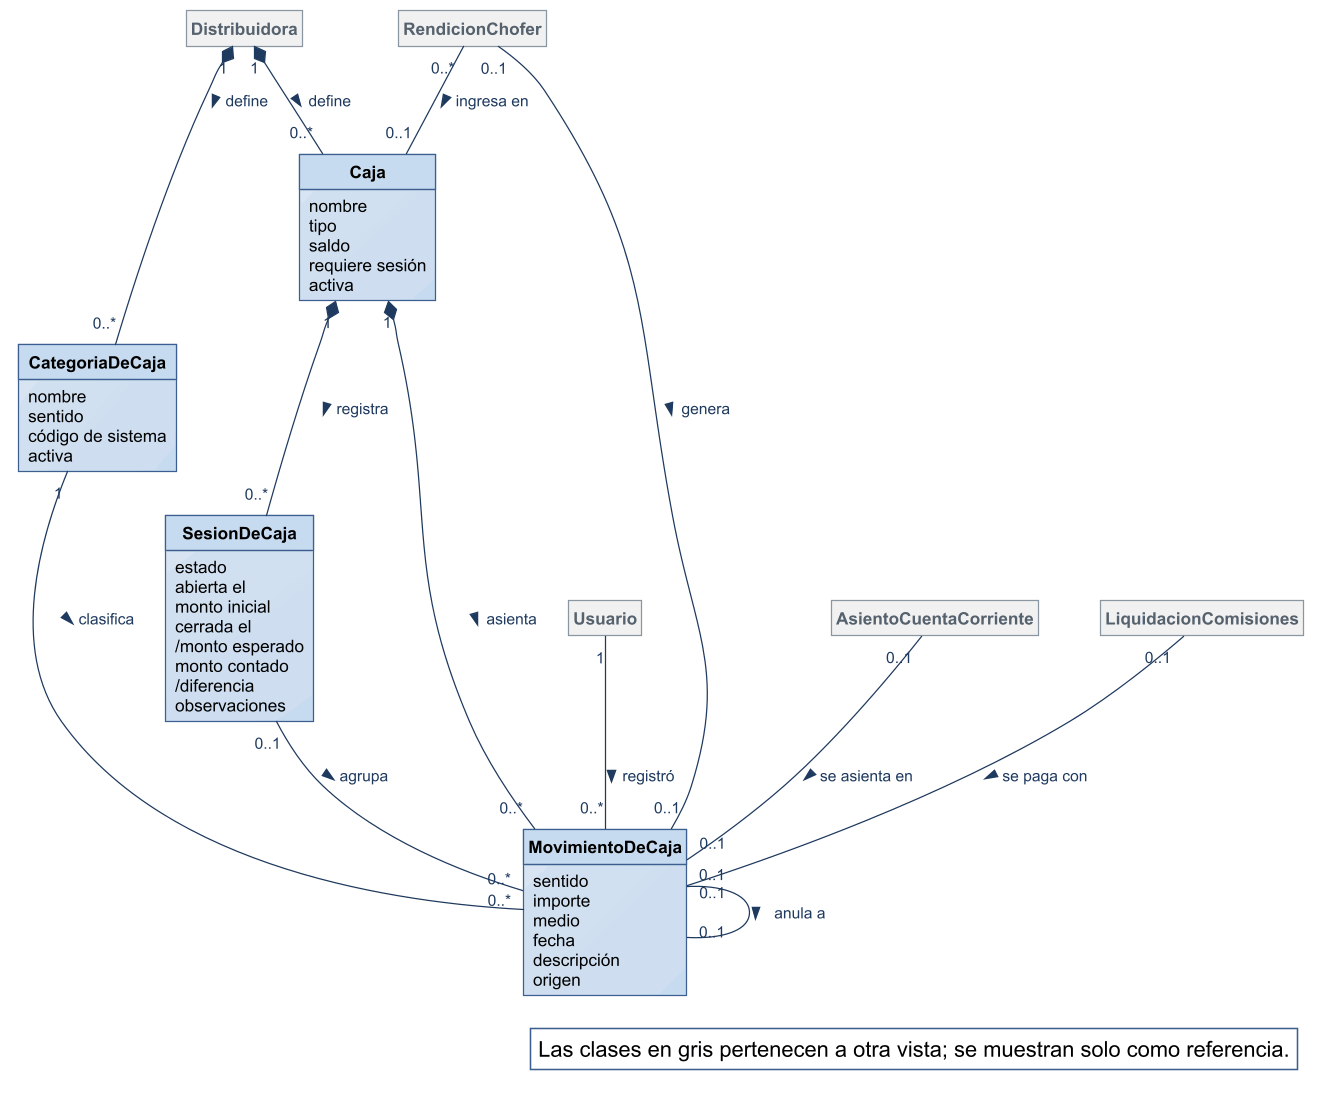 Distribuidora
RendicionChofer
1
1
0..*
0..1
define
define
ingresa en
0..*
0..1
Caja
nombre
tipo
saldo
requiere sesión
activa
0..*
1
1
CategoriaDeCaja
nombre
sentido
código de sistema
activa
registra
genera
1
0..*
SesionDeCaja
estado
abierta el
monto inicial
cerrada el
/monto esperado
monto contado
/diferencia
observaciones
clasifica
asienta
Usuario
AsientoCuentaCorriente
LiquidacionComisiones
1
0..1
0..1
0..1
agrupa
registró
se asienta en
se paga con
0..*
0..*
0..1
MovimientoDeCaja
sentido
importe
medio
fecha
descripción
origen
0..1
0..*
0..1
0..1
0..*
anula a
0..1
Las clases en gris pertenecen a otra vista; se muestran solo como referencia.